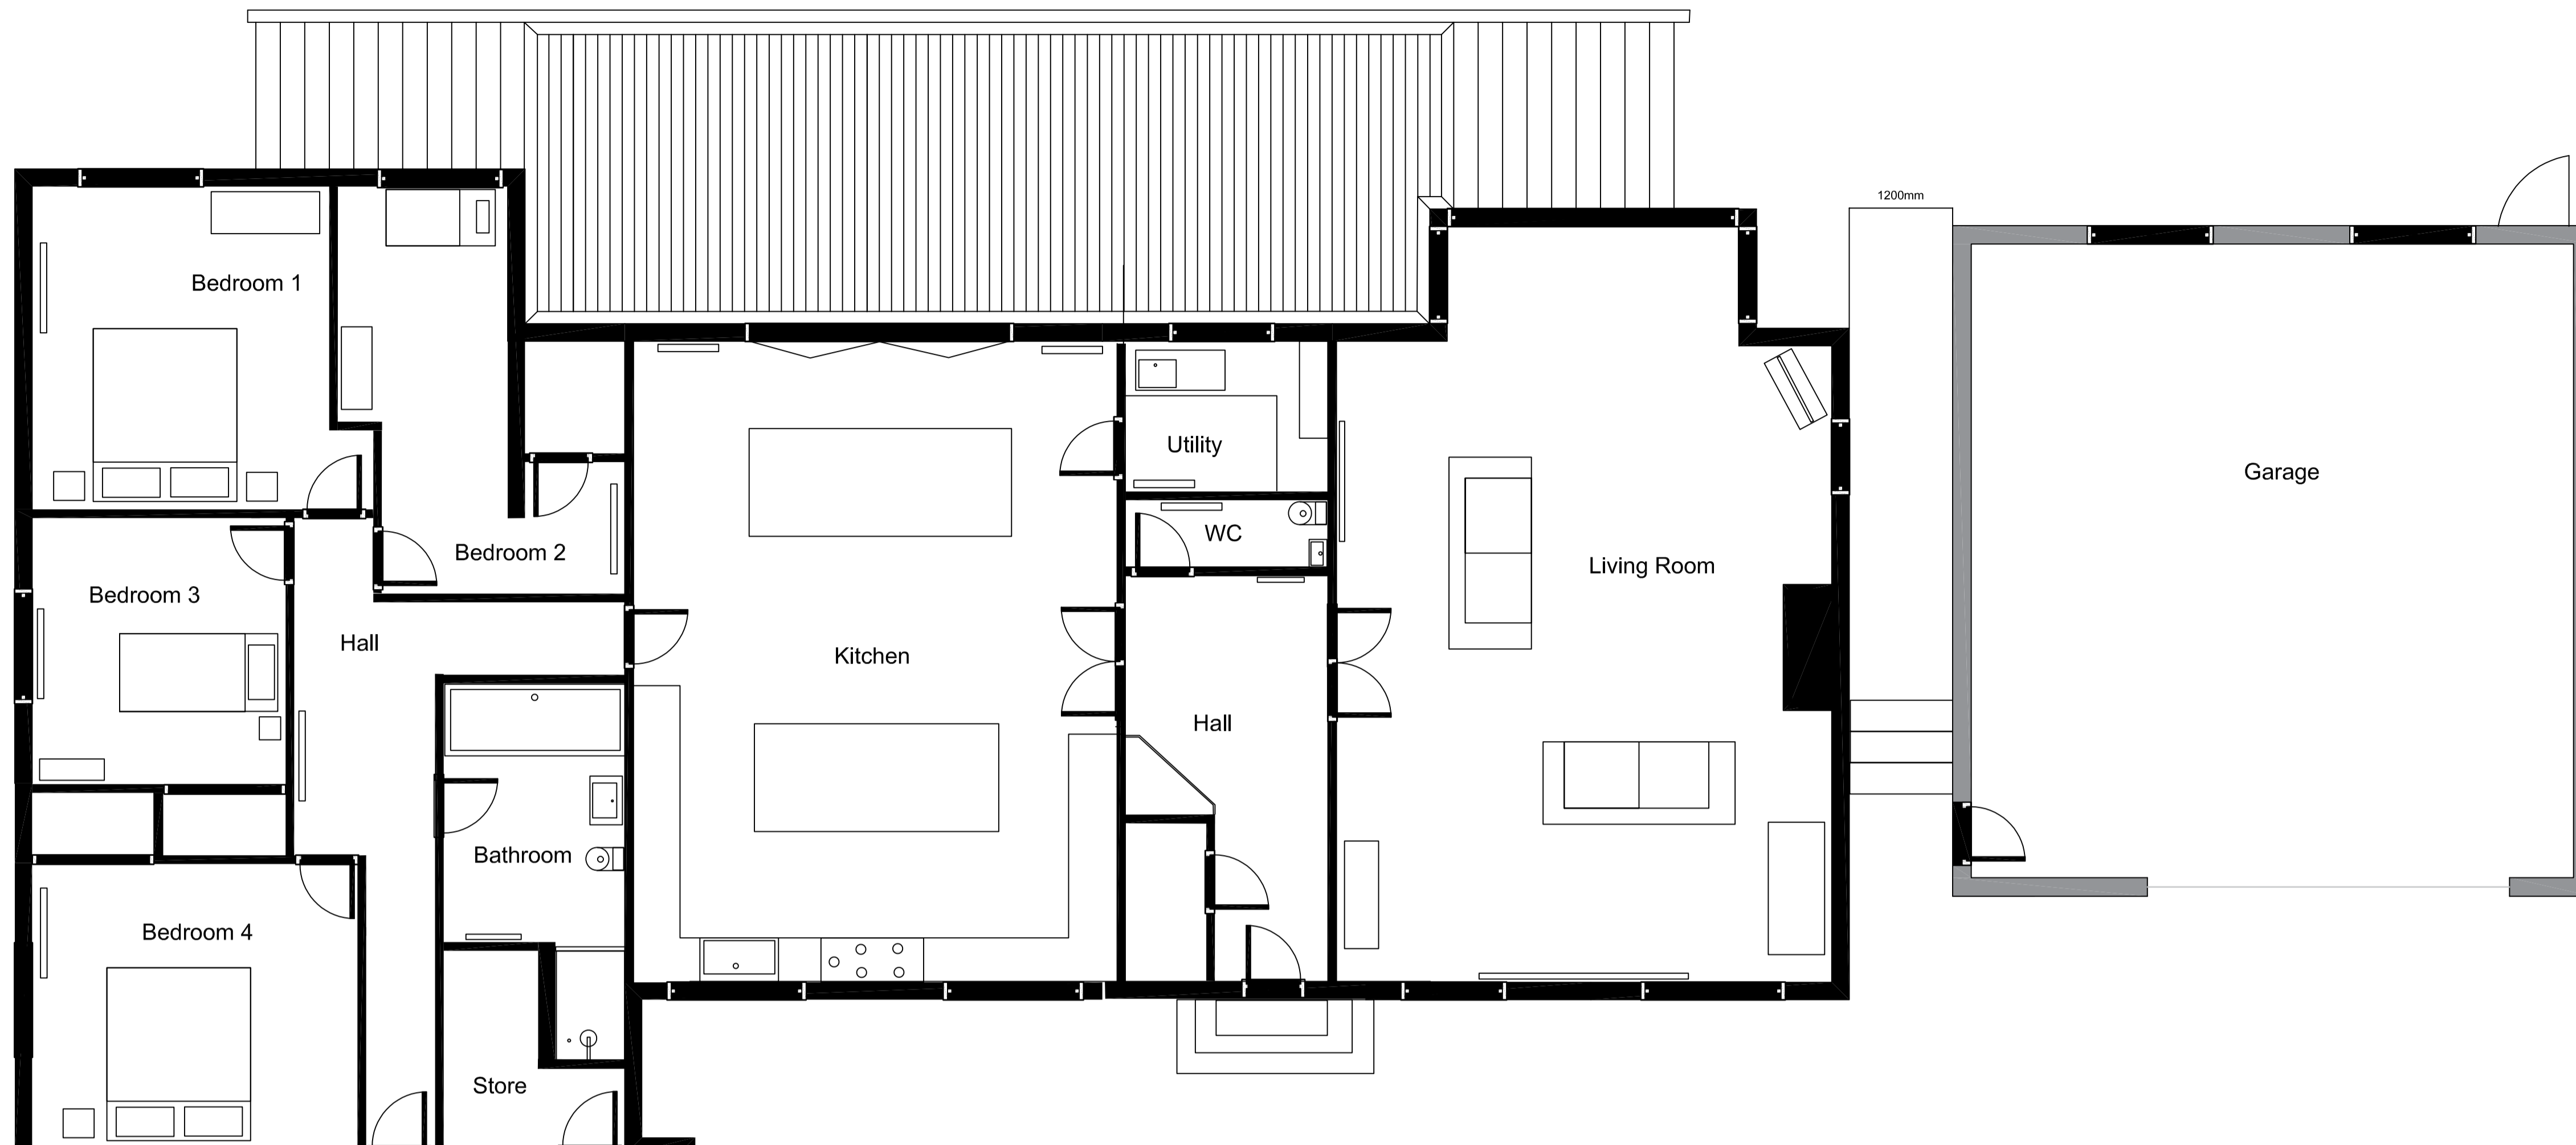 1200mm
Bedroom 1
Garage
Utility
WC
Bedroom 2
Living Room
Bedroom 3
Hall
Kitchen
Hall
Bathroom
Bedroom 4
Store